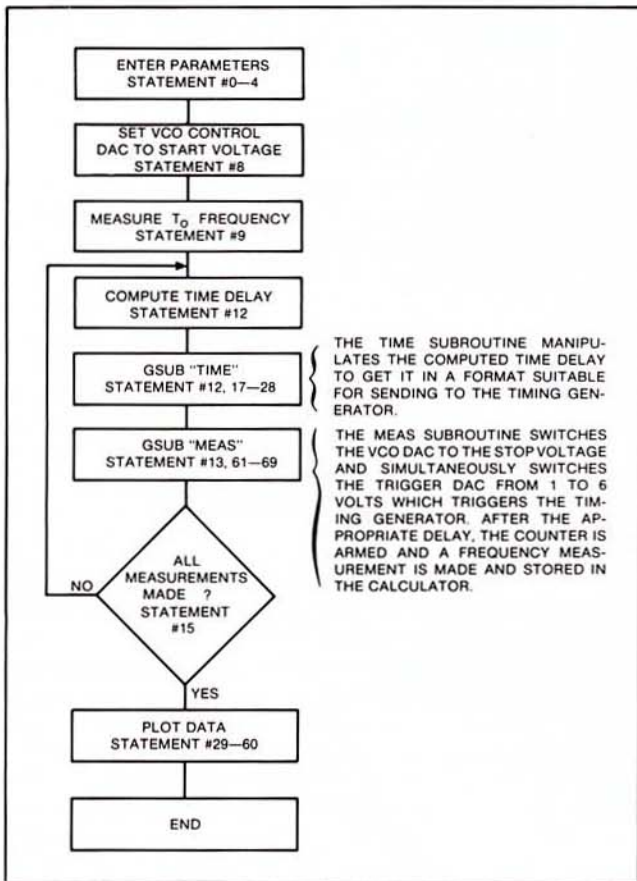 ENTER PARAMETERS
STATEMENT #0—4
SET VCO CONTROL
DAC TO START VOLTAGE
STATEMENT #8
MEASURE To FREQUENCY
STATEMENT #9
COMPUTE TIME DELAY
STATEMENT #12
GSUB "TIME"
STATEMENT #12, 17—28
THE TIME SUBROUTINE MANIPU-
LATES THE COMPUTED TIME DELAY
TO GET IT IN A FORMAT SUITABLE
FOR SENDING TO THE TIMING GEN-
ERATOR.
GSUB "MEAS"
STATEMENT #13, 61—69
THE MEAS SUBROUTINE SWITCHES
THE VCO DAC TO THE STOP VOLTAGE
AND SIMULTANEOUSLY SWITCHES
THE TRIGGER DAC FROM 1 TO 6
VOLTS WHICH TRIGGERS THE TIM-
ING GENERATOR. AFTER THE AP-
PROPRIATE DELAY, THE COUNTER IS
ARMED AND A FREQUENCY MEAS-
UREMENT IS MADE AND STORED IN
THE CALCULATOR.
ALL
MEASUREMENTS
MADE ?
STATEMENT
#15
NO
YES
PLOT DATA
STATEMENT #29—60
END